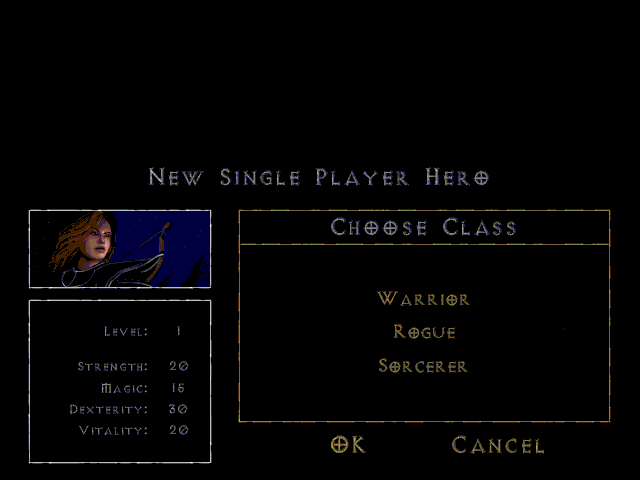 New Single Player Hero
Choose Class
Warrior
Rogue
Sorcerer
Level: 1
Strength: 20
Magic: 15
Dexterity: 30
Vitality: 20
OK
Cancel